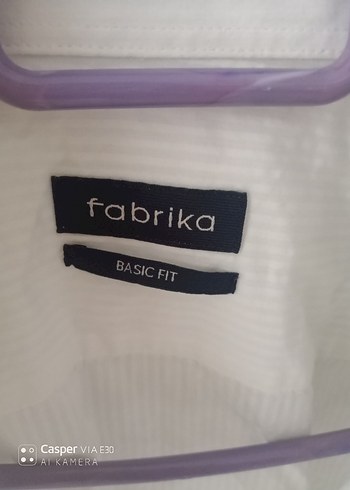 fabrika
BASIC FIT
Casper VIA E30
AI KAMERA